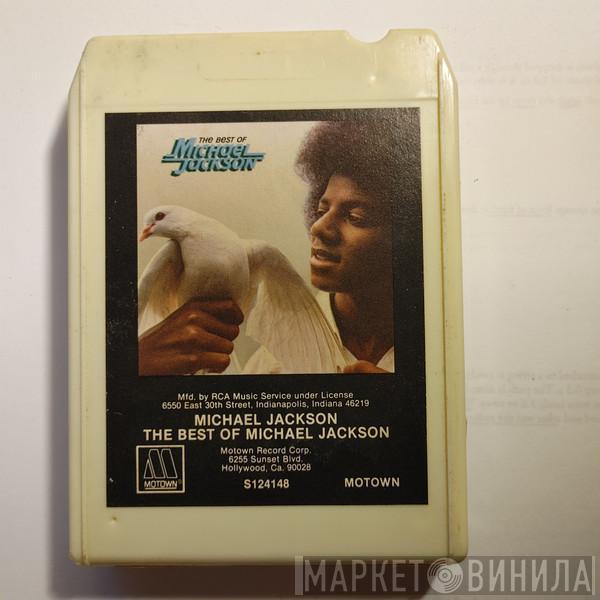 THE BEST OF
MICHAEL
JACKSON
Mfd. by RCA Music Service under License
6550 East 30th Street, Indianapolis, Indiana 46219
MICHAEL JACKSON
THE BEST OF MICHAEL JACKSON
Motown Record Corp.
6255 Sunset Blvd.
Hollywood, Ca. 90028
MOTOWN®
S124148
MOTOWN
МАРКЕТ ВИНИЛА